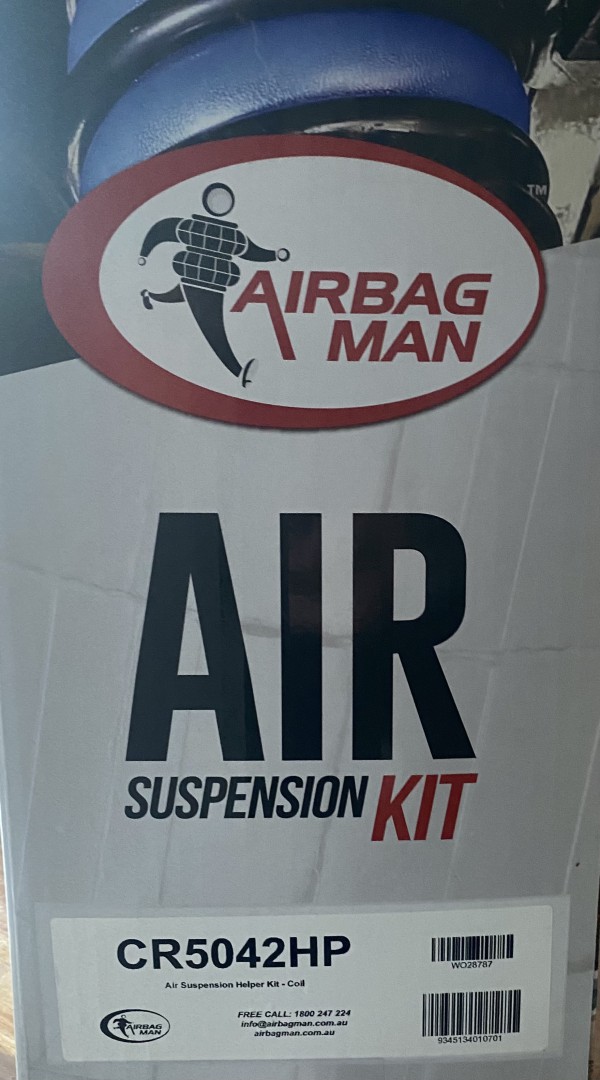 TM
AIRBAG
MAN
AIR
SUSPENSION KIT
CR5042HP
WO28787
Air Suspension Helper Kit - Coil
AIRBAG
MAN
FREE CALL: 1800 247 224
info@airbagman.com.au
airbagman.com.au
9345134010701